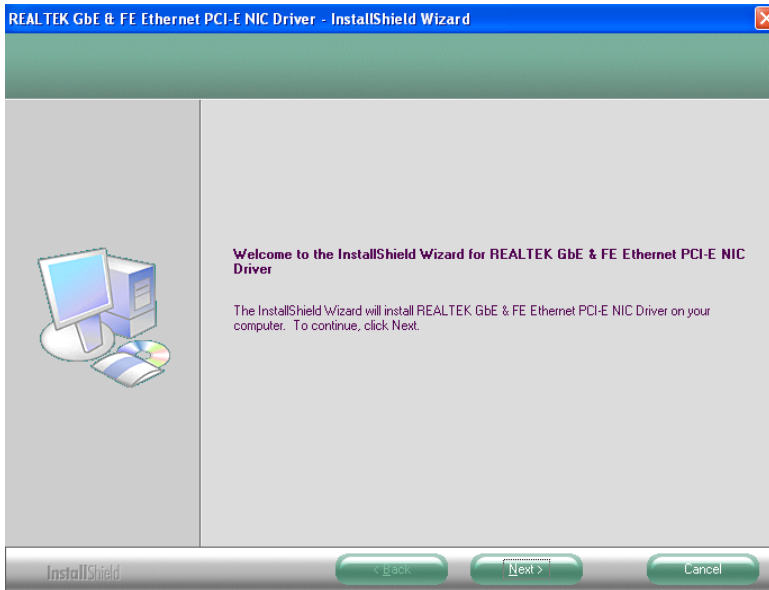 REALTEK GbE & FE Ethernet PCI-E NIC Driver - InstallShield Wizard
Welcome to the InstallShield Wizard for REALTEK GbE & FE Ethernet PCI-E NIC
Driver
The InstallShield Wizard will install REALTEK GbE & FE Ethernet PCI-E NIC Driver on your
computer. To continue, click Next.
InstallShield
< Back
Next >
Cancel